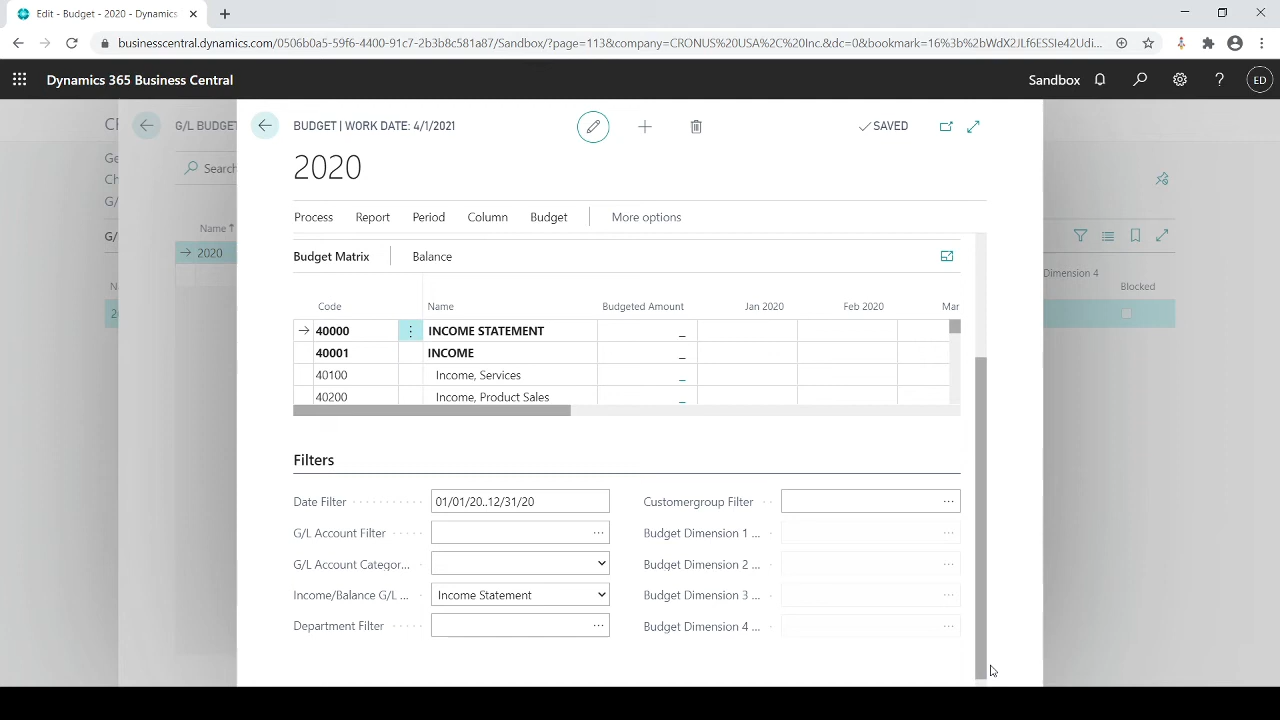 Edit - Budget - 2020 - Dynamics
businesscentral.dynamics.com/0506b0a5-59f6-4400-91c7-2b3b8c581a87/Sandbox/?page=113&company=CRONUS%20USA%2C%20Inc.&dc=0&bookmark=16%3b%2bWdX2JLf6ESSIe42Udi...
Dynamics 365 Business Central
Sandbox
? ED
G/L BUDGET
BUDGET | WORK DATE: 4/1/2021
SAVED
2020
Search
Process Report Period Column Budget More options
Name
2020
Budget Matrix Balance
Dimension 4 Blocked
Code Name Budgeted Amount Jan 2020 Feb 2020 Mar
40000 INCOME STATEMENT _
40001 INCOME _
40100 Income, Services _
40200 Income, Product Sales _
Filters
Date Filter 01/01/20..12/31/20 Customergroup Filter
G/L Account Filter Budget Dimension 1 ...
G/L Account Categor... Budget Dimension 2 ...
Income/Balance G/L ... Income Statement Budget Dimension 3 ...
Department Filter Budget Dimension 4 ...